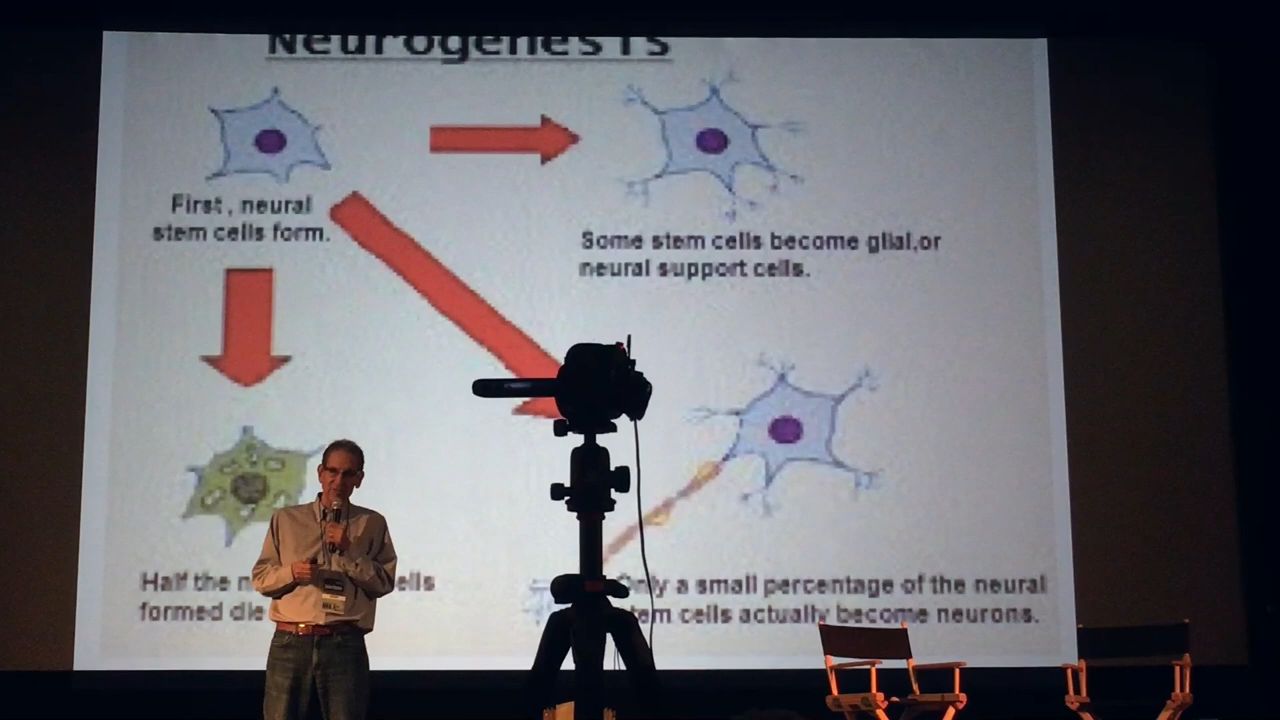 Neurogenesis
First, neural
stem cells form.
Some stem cells become glial,or
neural support cells.
Half the
formed die
Only a small percentage of the neural
stem cells actually become neurons.